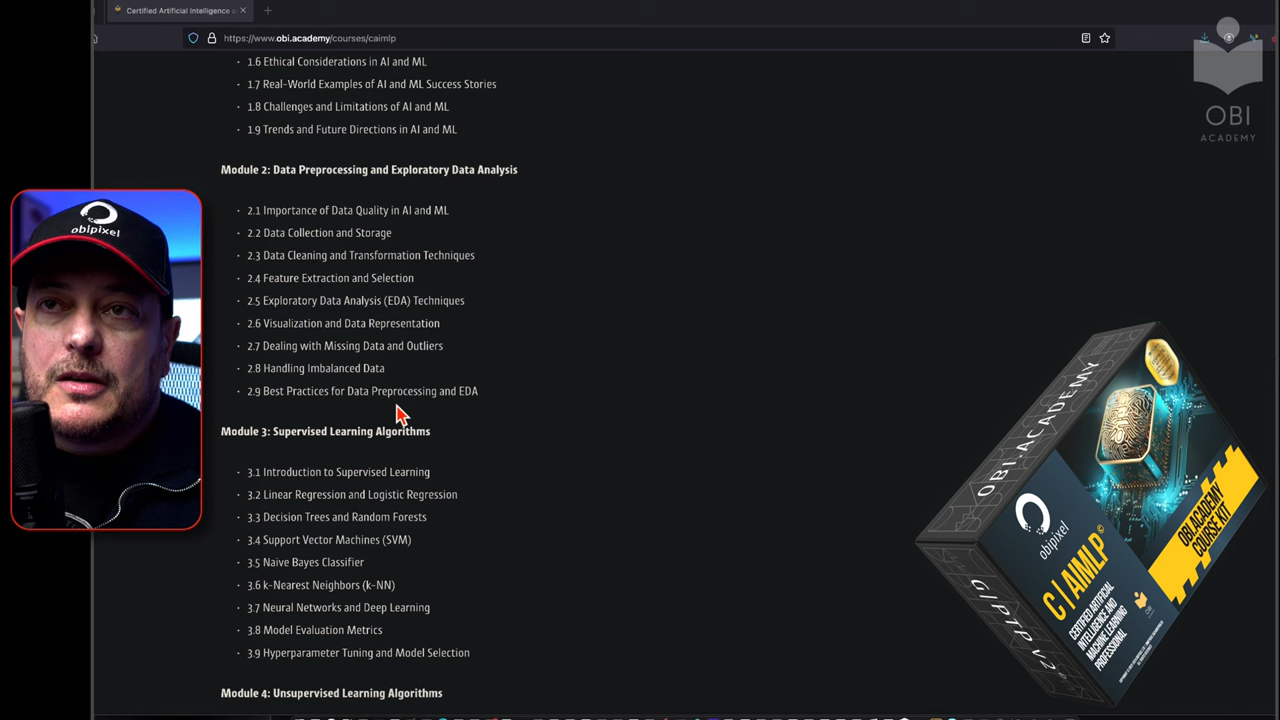 Certified Artificial Intelligence a
https://www.obi.academy/courses/caimlp
OBI
ACADEMY
1.6 Ethical Considerations in AI and ML
1.7 Real-World Examples of AI and ML Success Stories
1.8 Challenges and Limitations of AI and ML
1.9 Trends and Future Directions in AI and ML
Module 2: Data Preprocessing and Exploratory Data Analysis
2.1 Importance of Data Quality in AI and ML
2.2 Data Collection and Storage
2.3 Data Cleaning and Transformation Techniques
2.4 Feature Extraction and Selection
2.5 Exploratory Data Analysis (EDA) Techniques
2.6 Visualization and Data Representation
2.7 Dealing with Missing Data and Outliers
2.8 Handling Imbalanced Data
2.9 Best Practices for Data Preprocessing and EDA
Module 3: Supervised Learning Algorithms
3.1 Introduction to Supervised Learning
3.2 Linear Regression and Logistic Regression
3.3 Decision Trees and Random Forests
3.4 Support Vector Machines (SVM)
3.5 Naive Bayes Classifier
3.6 k-Nearest Neighbors (k-NN)
3.7 Neural Networks and Deep Learning
3.8 Model Evaluation Metrics
3.9 Hyperparameter Tuning and Model Selection
Module 4: Unsupervised Learning Algorithms
obipixel
OBI.ACADEMY
obipixel
C|AIMLP©
CERTIFIED ARTIFICIAL
INTELLIGENCE AND
MACHINE LEARNING
PROFESSIONAL
OBI.ACADEMY
COURSE KIT
OBI